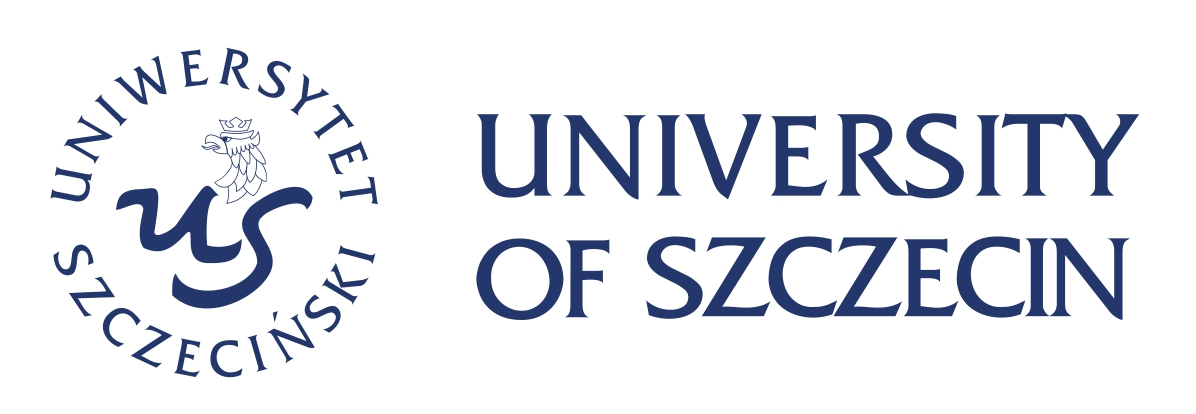 UNIWERSYTET
SZCZECIŃSKI
us
UNIVERSITY
OF SZCZECIN